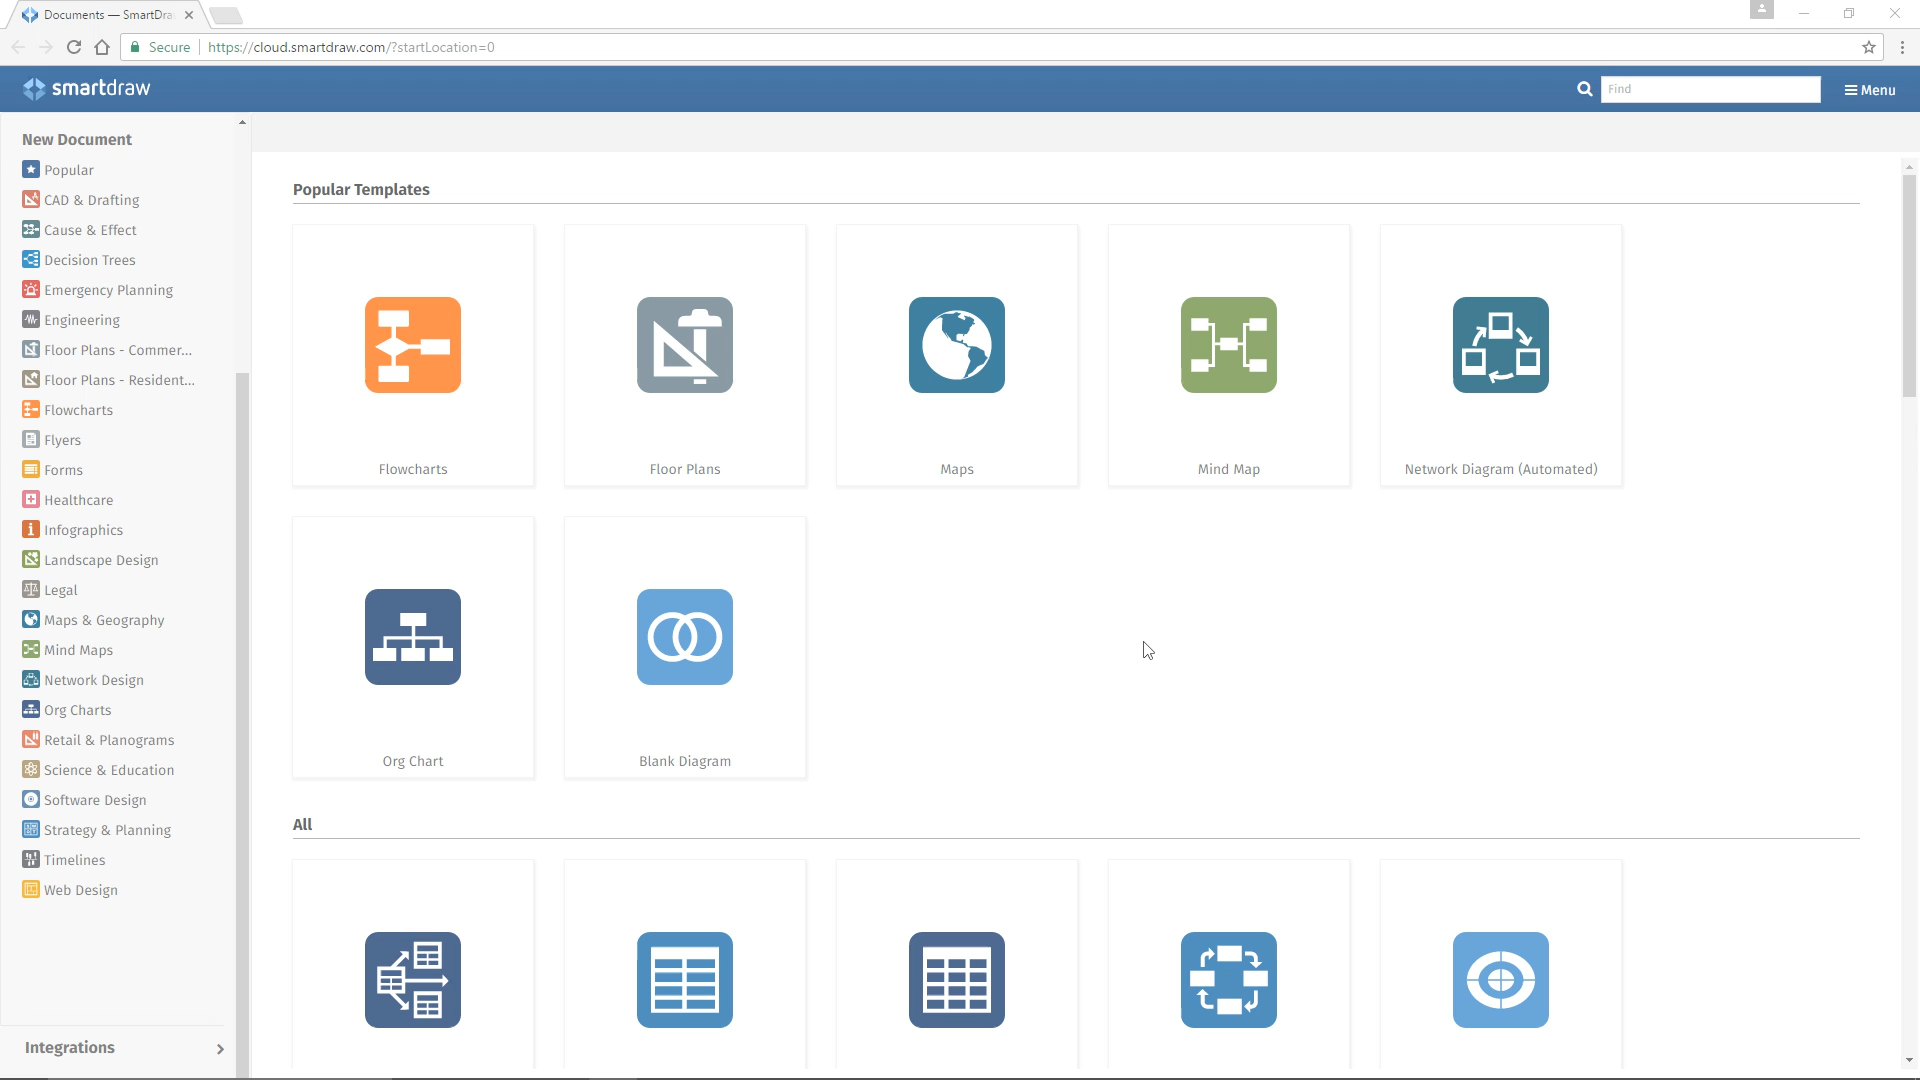 Documents — SmartDra
Secure
https://cloud.smartdraw.com/?startLocation=0
smartdraw
Find
Menu
New Document
Popular
CAD & Drafting
Cause & Effect
Decision Trees
Emergency Planning
Engineering
Floor Plans - Commer...
Floor Plans - Resident...
Flowcharts
Flyers
Forms
Healthcare
Infographics
Landscape Design
Legal
Maps & Geography
Mind Maps
Network Design
Org Charts
Retail & Planograms
Science & Education
Software Design
Strategy & Planning
Timelines
Web Design
Integrations
Popular Templates
Flowcharts
Floor Plans
Maps
Mind Map
Network Diagram (Automated)
Org Chart
Blank Diagram
All